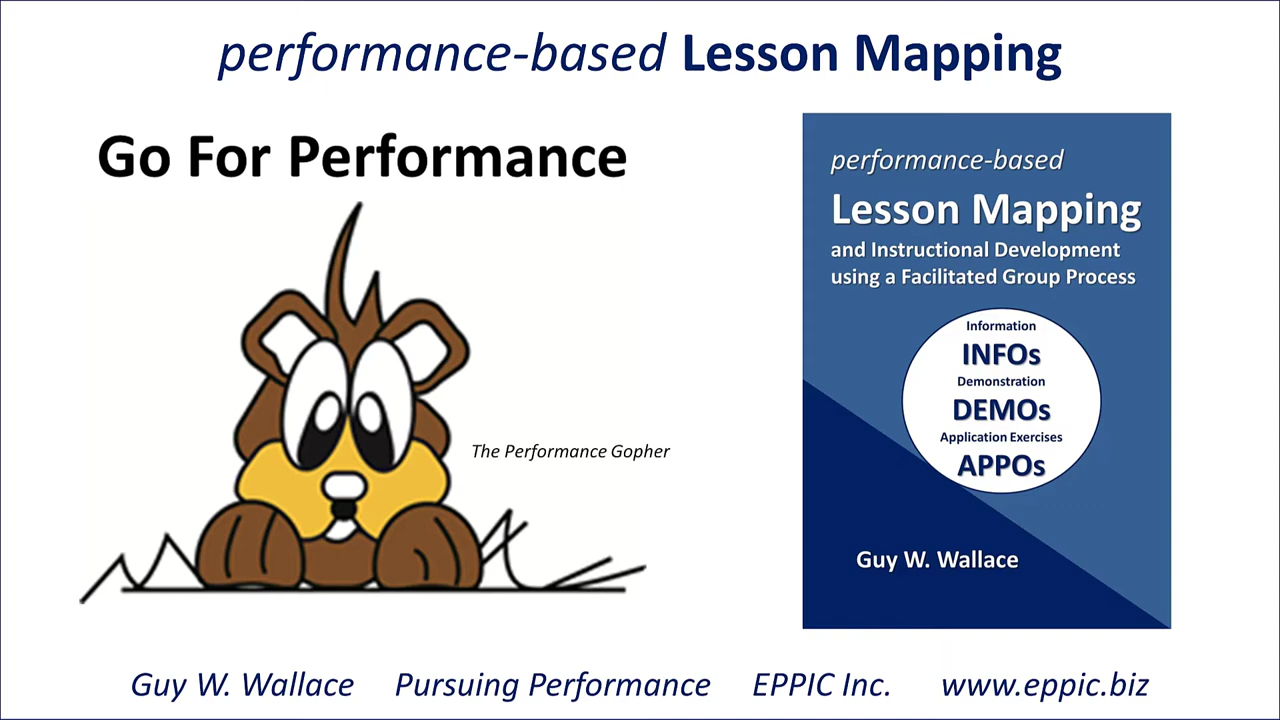 performance-based Lesson Mapping
Go For Performance
The Performance Gopher
performance-based
Lesson Mapping
and Instructional Development
using a Facilitated Group Process
Information
INFOs
Demonstration
DEMOs
Application Exercises
APPOs
Guy W. Wallace
Guy W. Wallace Pursuing Performance EPPIC Inc. www.eppic.biz